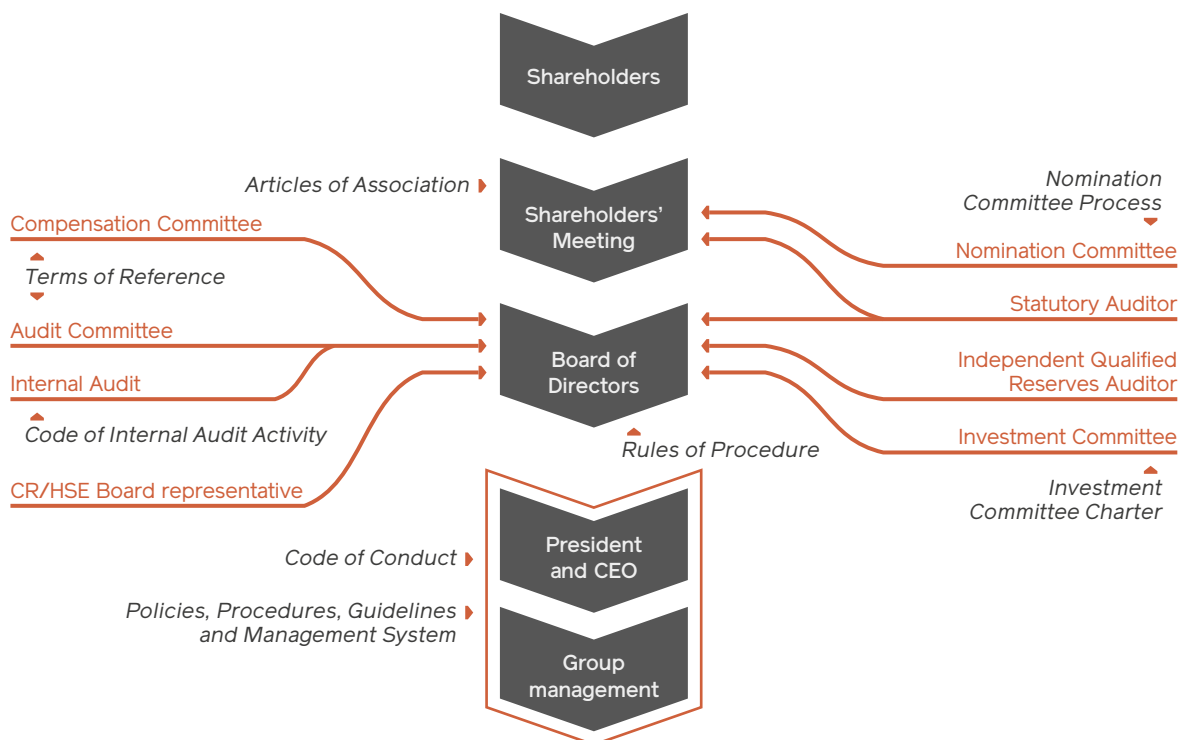 Shareholders
Articles of Association
Shareholders’
Meeting
Nomination
Committee Process
Compensation Committee
Terms of Reference
Nomination Committee
Statutory Auditor
Audit Committee
Internal Audit
Code of Internal Audit Activity
Board of
Directors
Independent Qualified
Reserves Auditor
Investment Committee
Rules of Procedure
CR/HSE Board representative
Investment
Committee Charter
Code of Conduct
President
and CEO
Policies, Procedures, Guidelines
and Management System
Group
management